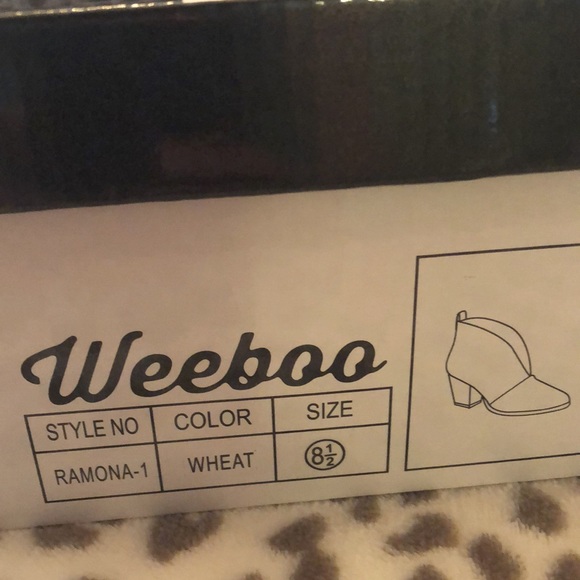 Weeboo
STYLE NO COLOR SIZE
RAMONA-1 WHEAT 8½